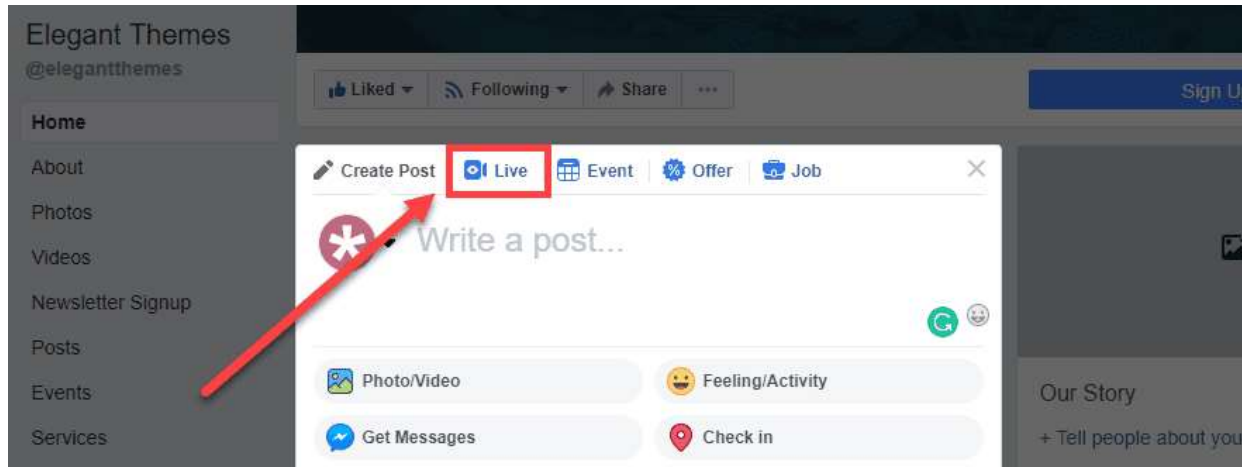 Elegant Themes
@elegantthemes
Home
About
Photos
Videos
Newsletter Signup
Posts
Events
Services
Liked Following Share
Sign U
Create Post Live Event Offer Job
Write a post...
Photo/Video Feeling/Activity
Get Messages Check in
Our Story
+ Tell people about you